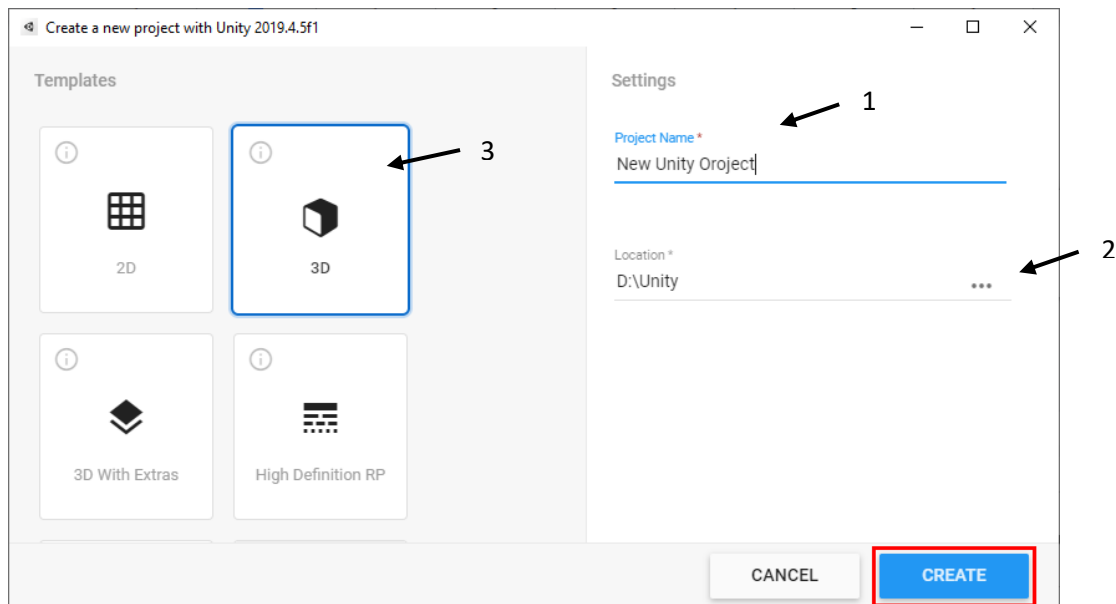 Create a new project with Unity 2019.4.5f1
Templates
Settings
1
Project Name *
New Unity Oroject
3
2D
3D
Location *
D:\Unity
...
2
3D With Extras
High Definition RP
CANCEL
CREATE